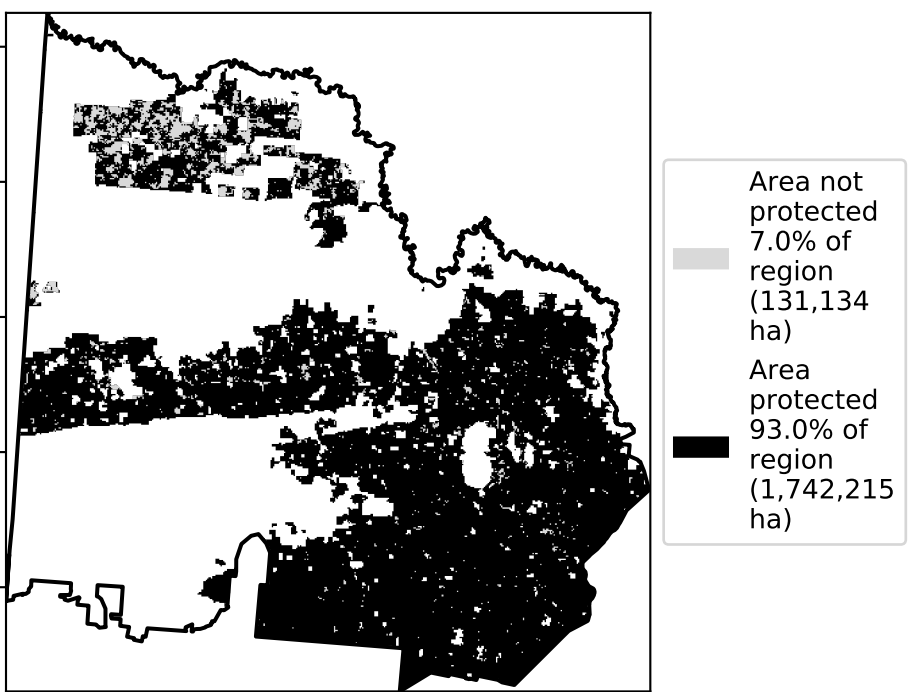 Area not
protected
7.0% of
region
(131,134
ha)
Area
protected
93.0% of
region
(1,742,215
ha)